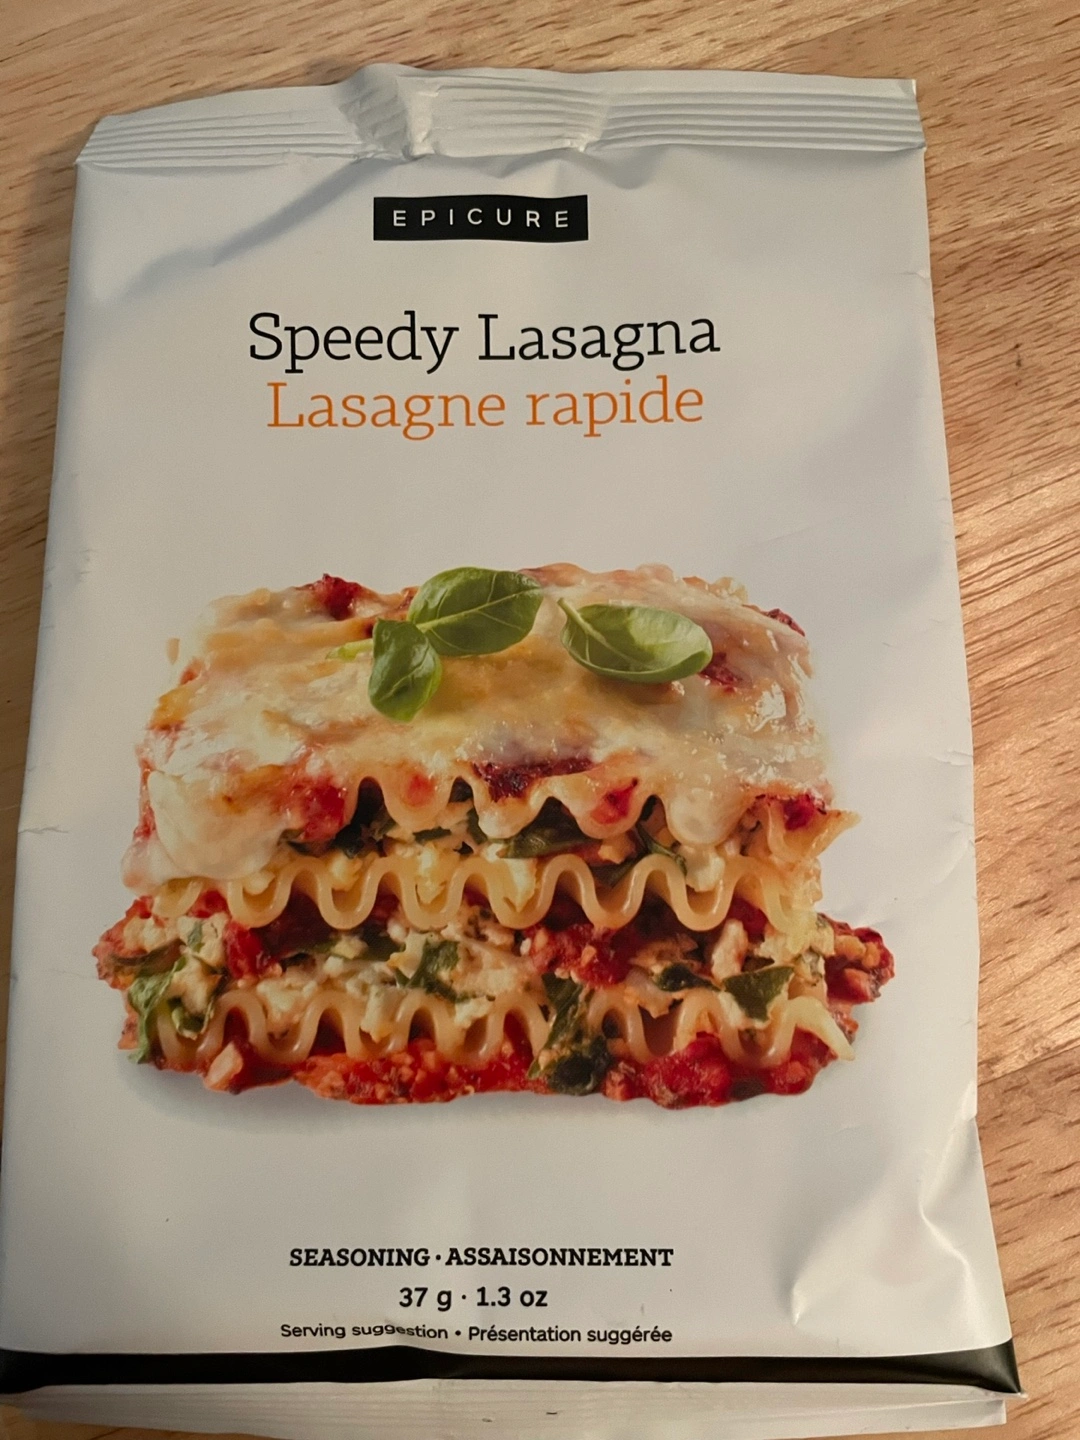 EPICURE
Speedy Lasagna
Lasagne rapide
SEASONING · ASSAISONNEMENT
37 g · 1.3 oz
Serving suggestion • Présentation suggérée